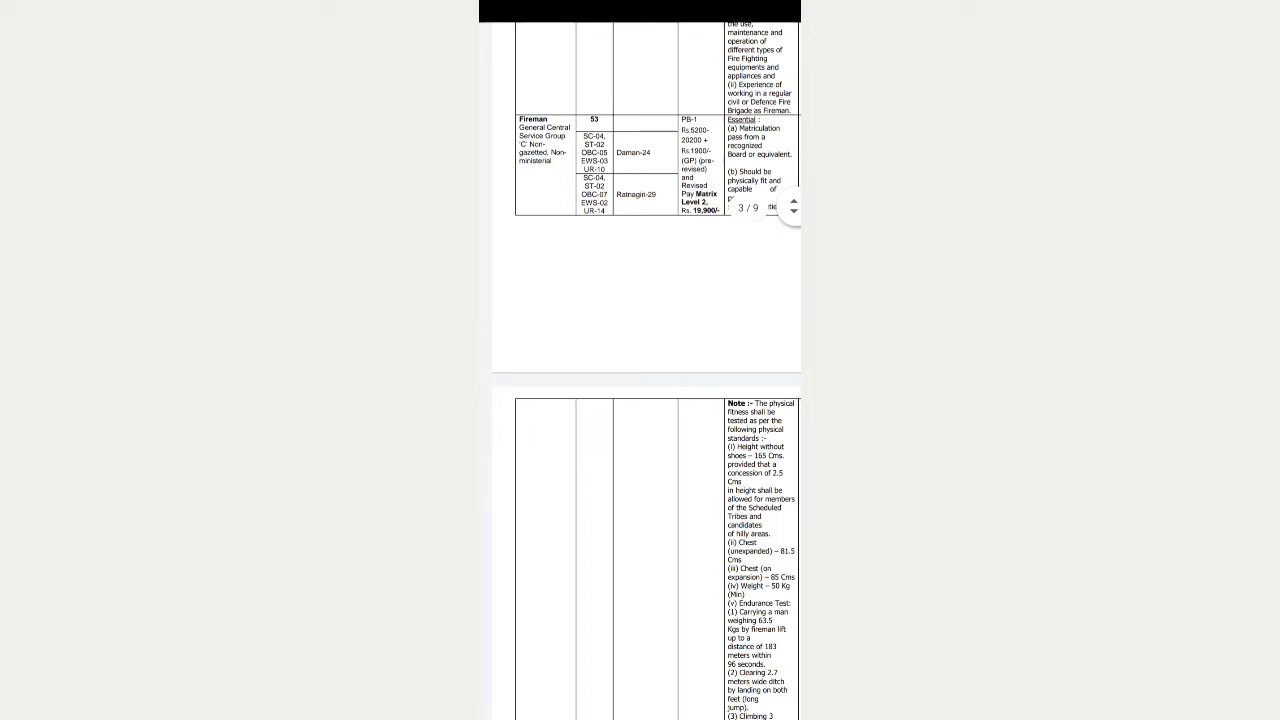 the use,
maintenance and
operation of
different types of
Fire Fighting
equipments and
appliances and
(ii) Experience of
working in a regular
civil or Defence Fire
Brigade as Fireman.
Fireman
General Central
Service Group
'C' Non-
gazetted, Non-
ministerial
53
SC-04,
ST-02
OBC-05
EWS-03
UR-10
Daman-24
SC-04,
ST-02
OBC-07
EWS-02
UR-14
Ratnagiri-29
PB-1
Rs.5200-
20200 +
Rs.1900/-
(GP) (pre-
revised)
and
Revised
Pay Matrix
Level 2,
Rs. 19,900/-
Essential :
(a) Matriculation
pass from a
recognized
Board or equivalent.
(b) Should be
physically fit and
capable of
3 / 9
Note :- The physical
fitness shall be
tested as per the
following physical
standards :-
(i) Height without
shoes – 165 Cms.
provided that a
concession of 2.5
Cms
in height shall be
allowed for members
of the Scheduled
Tribes and
candidates
of hilly areas.
(ii) Chest
(unexpanded) – 81.5
Cms
(iii) Chest (on
expansion) – 85 Cms
(iv) Weight – 50 Kg
(Min)
(v) Endurance Test:
(1) Carrying a man
weighing 63.5
Kgs by fireman lift
up to a
distance of 183
meters within
96 seconds.
(2) Clearing 2.7
meters wide ditch
by landing on both
feet (long
jump).
(3) Climbing 3